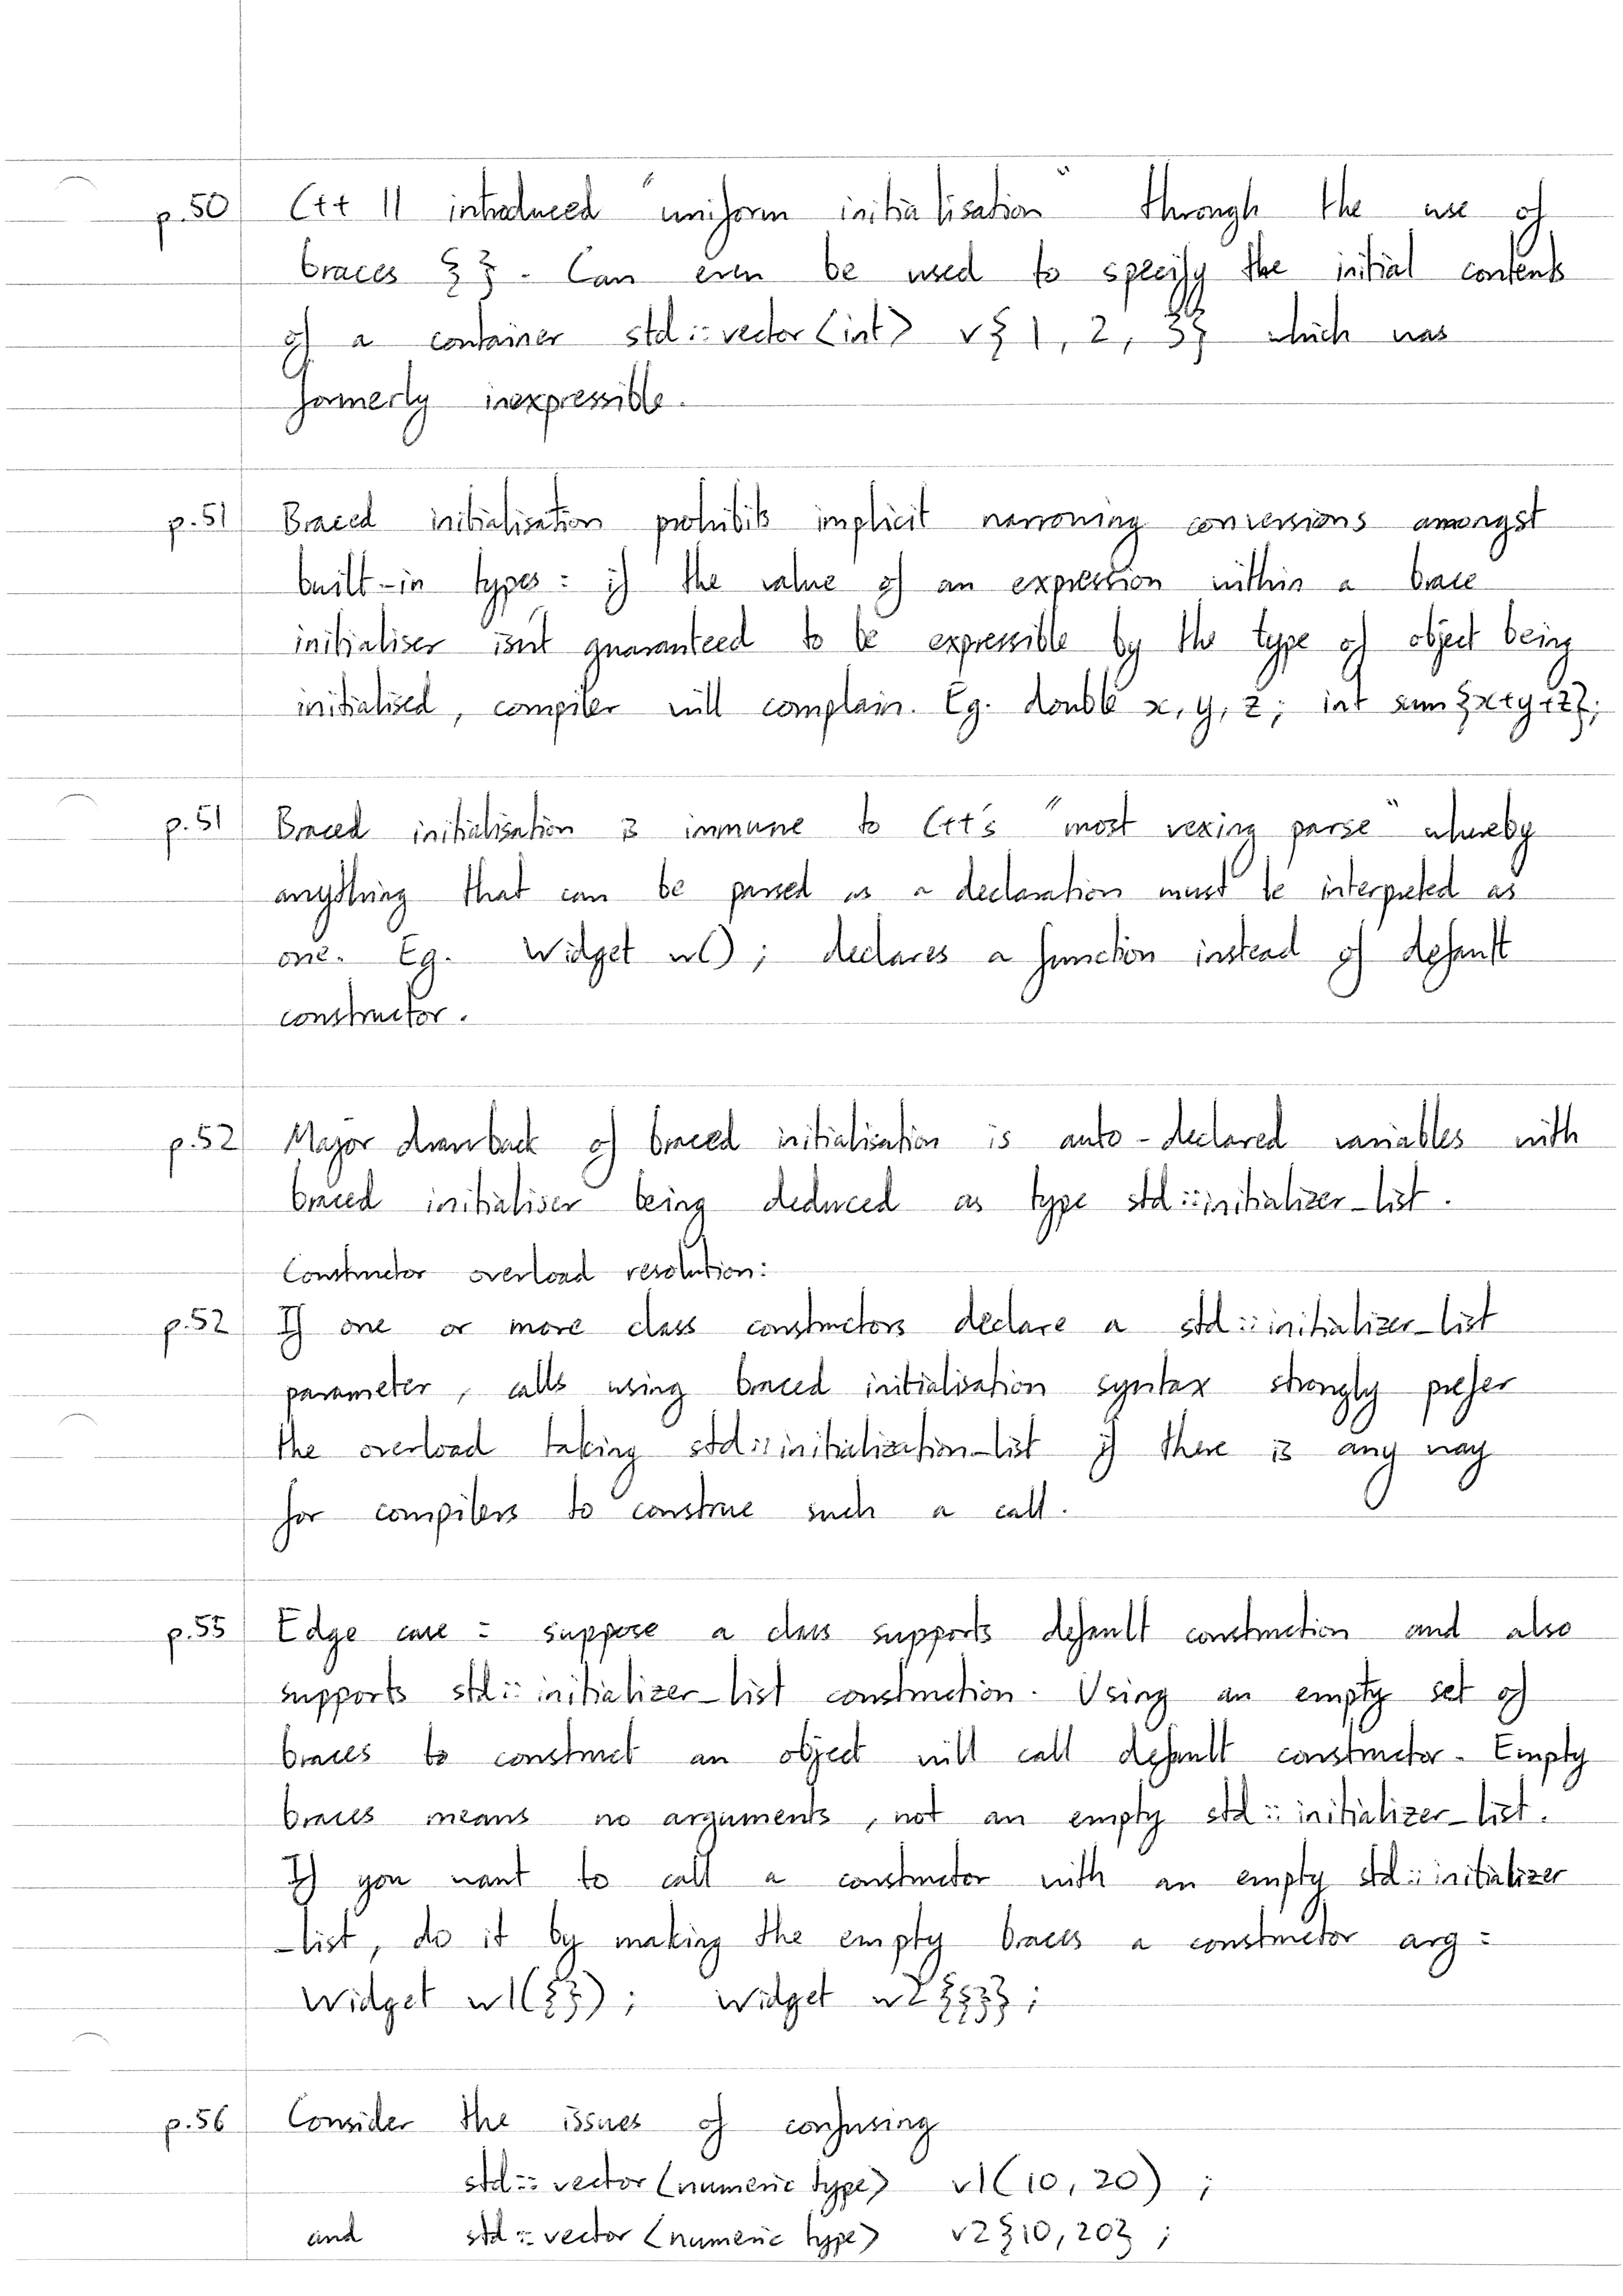 p.50 C++ 11 introduced "uniform initialisation" through the use of
braces {}. Can even be used to specify the initial contents
of a container std::vector<int> v{1, 2, 3} which was
formerly inexpressible.
p.51 Braced initialisation prohibits implicit narrowing conversions amongst
built-in types: if the value of an expression within a brace
initialiser isn't guaranteed to be expressible by the type of object being
initialised, compiler will complain. Eg. double x, y, z; int sum{x+y+z};
p.51 Braced initialisation is immune to C++'s "most vexing parse" whereby
anything that can be parsed as a declaration must be interpreted as
one. Eg. Widget w(); declares a function instead of default
constructor.
p.52 Major drawback of braced initialisation is auto-declared variables with
braced initialiser being deduced as type std::initializer_list.
Constructor overload resolution:
p.52 If one or more class constructors declare a std::initializer_list
parameter, calls using braced initialisation syntax strongly prefer
the overload taking std::initialization_list if there is any way
for compilers to construe such a call.
p.55 Edge case: suppose a class supports default construction and also
supports std::initializer_list construction. Using an empty set of
braces to construct an object will call default constructor. Empty
braces means no arguments, not an empty std::initializer_list.
If you want to call a constructor with an empty std::initializer
_list, do it by making the empty braces a constructor arg:
Widget w1({}); Widget w2{{}};
p.56 Consider the issues of confusing
std::vector<numeric type> v1(10, 20);
and std::vector<numeric type> v2{10, 20};